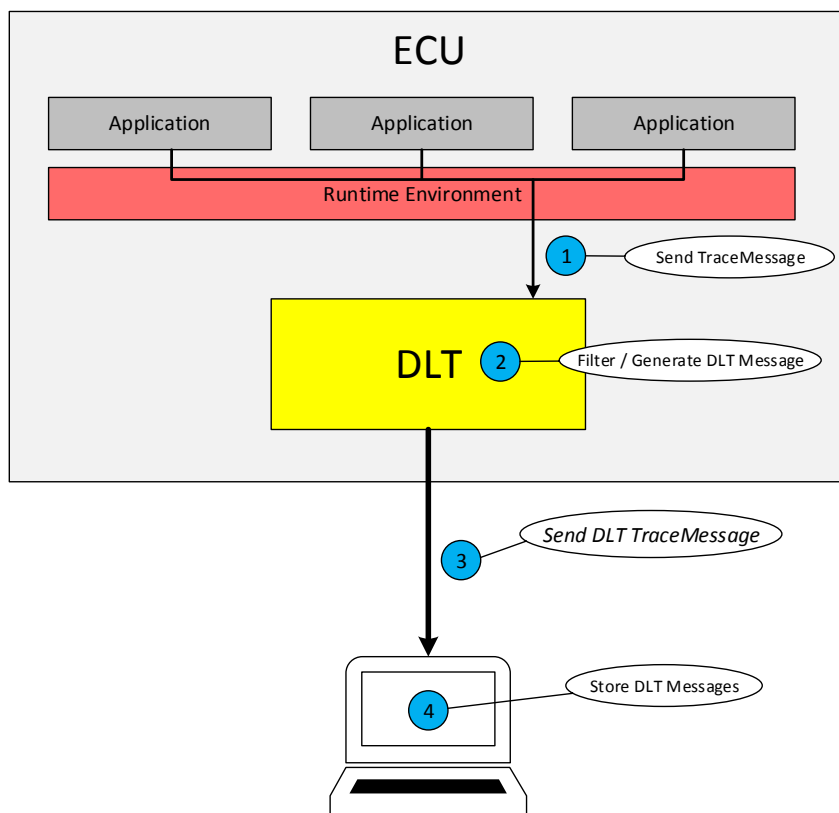 ECU
Application
Application
Application
Runtime Environment
1
Send TraceMessage
DLT
2
Filter / Generate DLT Message
3
Send DLT TraceMessage
4
Store DLT Messages